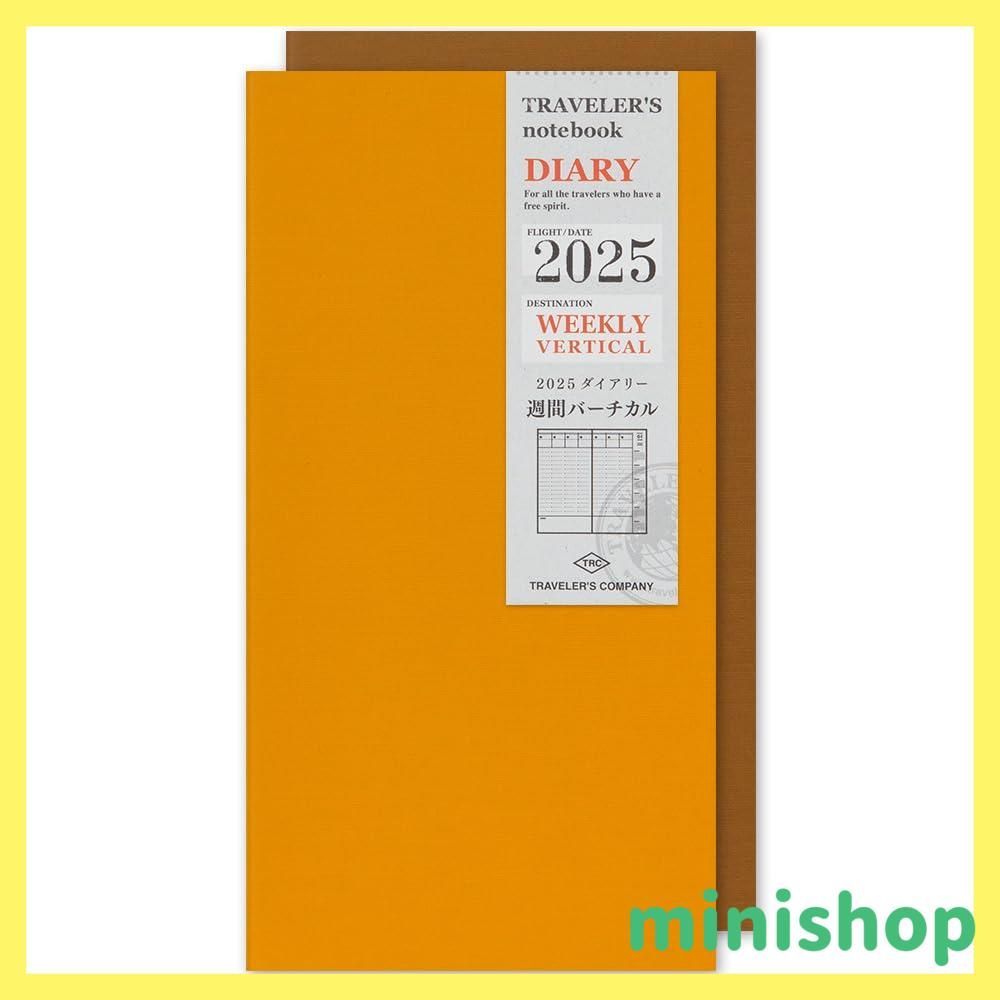 TRAVELER'S
notebook
DIARY
For all the travelers who have a
free spirit.
FLIGHT/DATE
2025
DESTINATION
WEEKLY
VERTICAL
2025 ダイアリー
週間バーチカル
TRAVELE
TRC
TRAVELER'S COMPANY
minishop